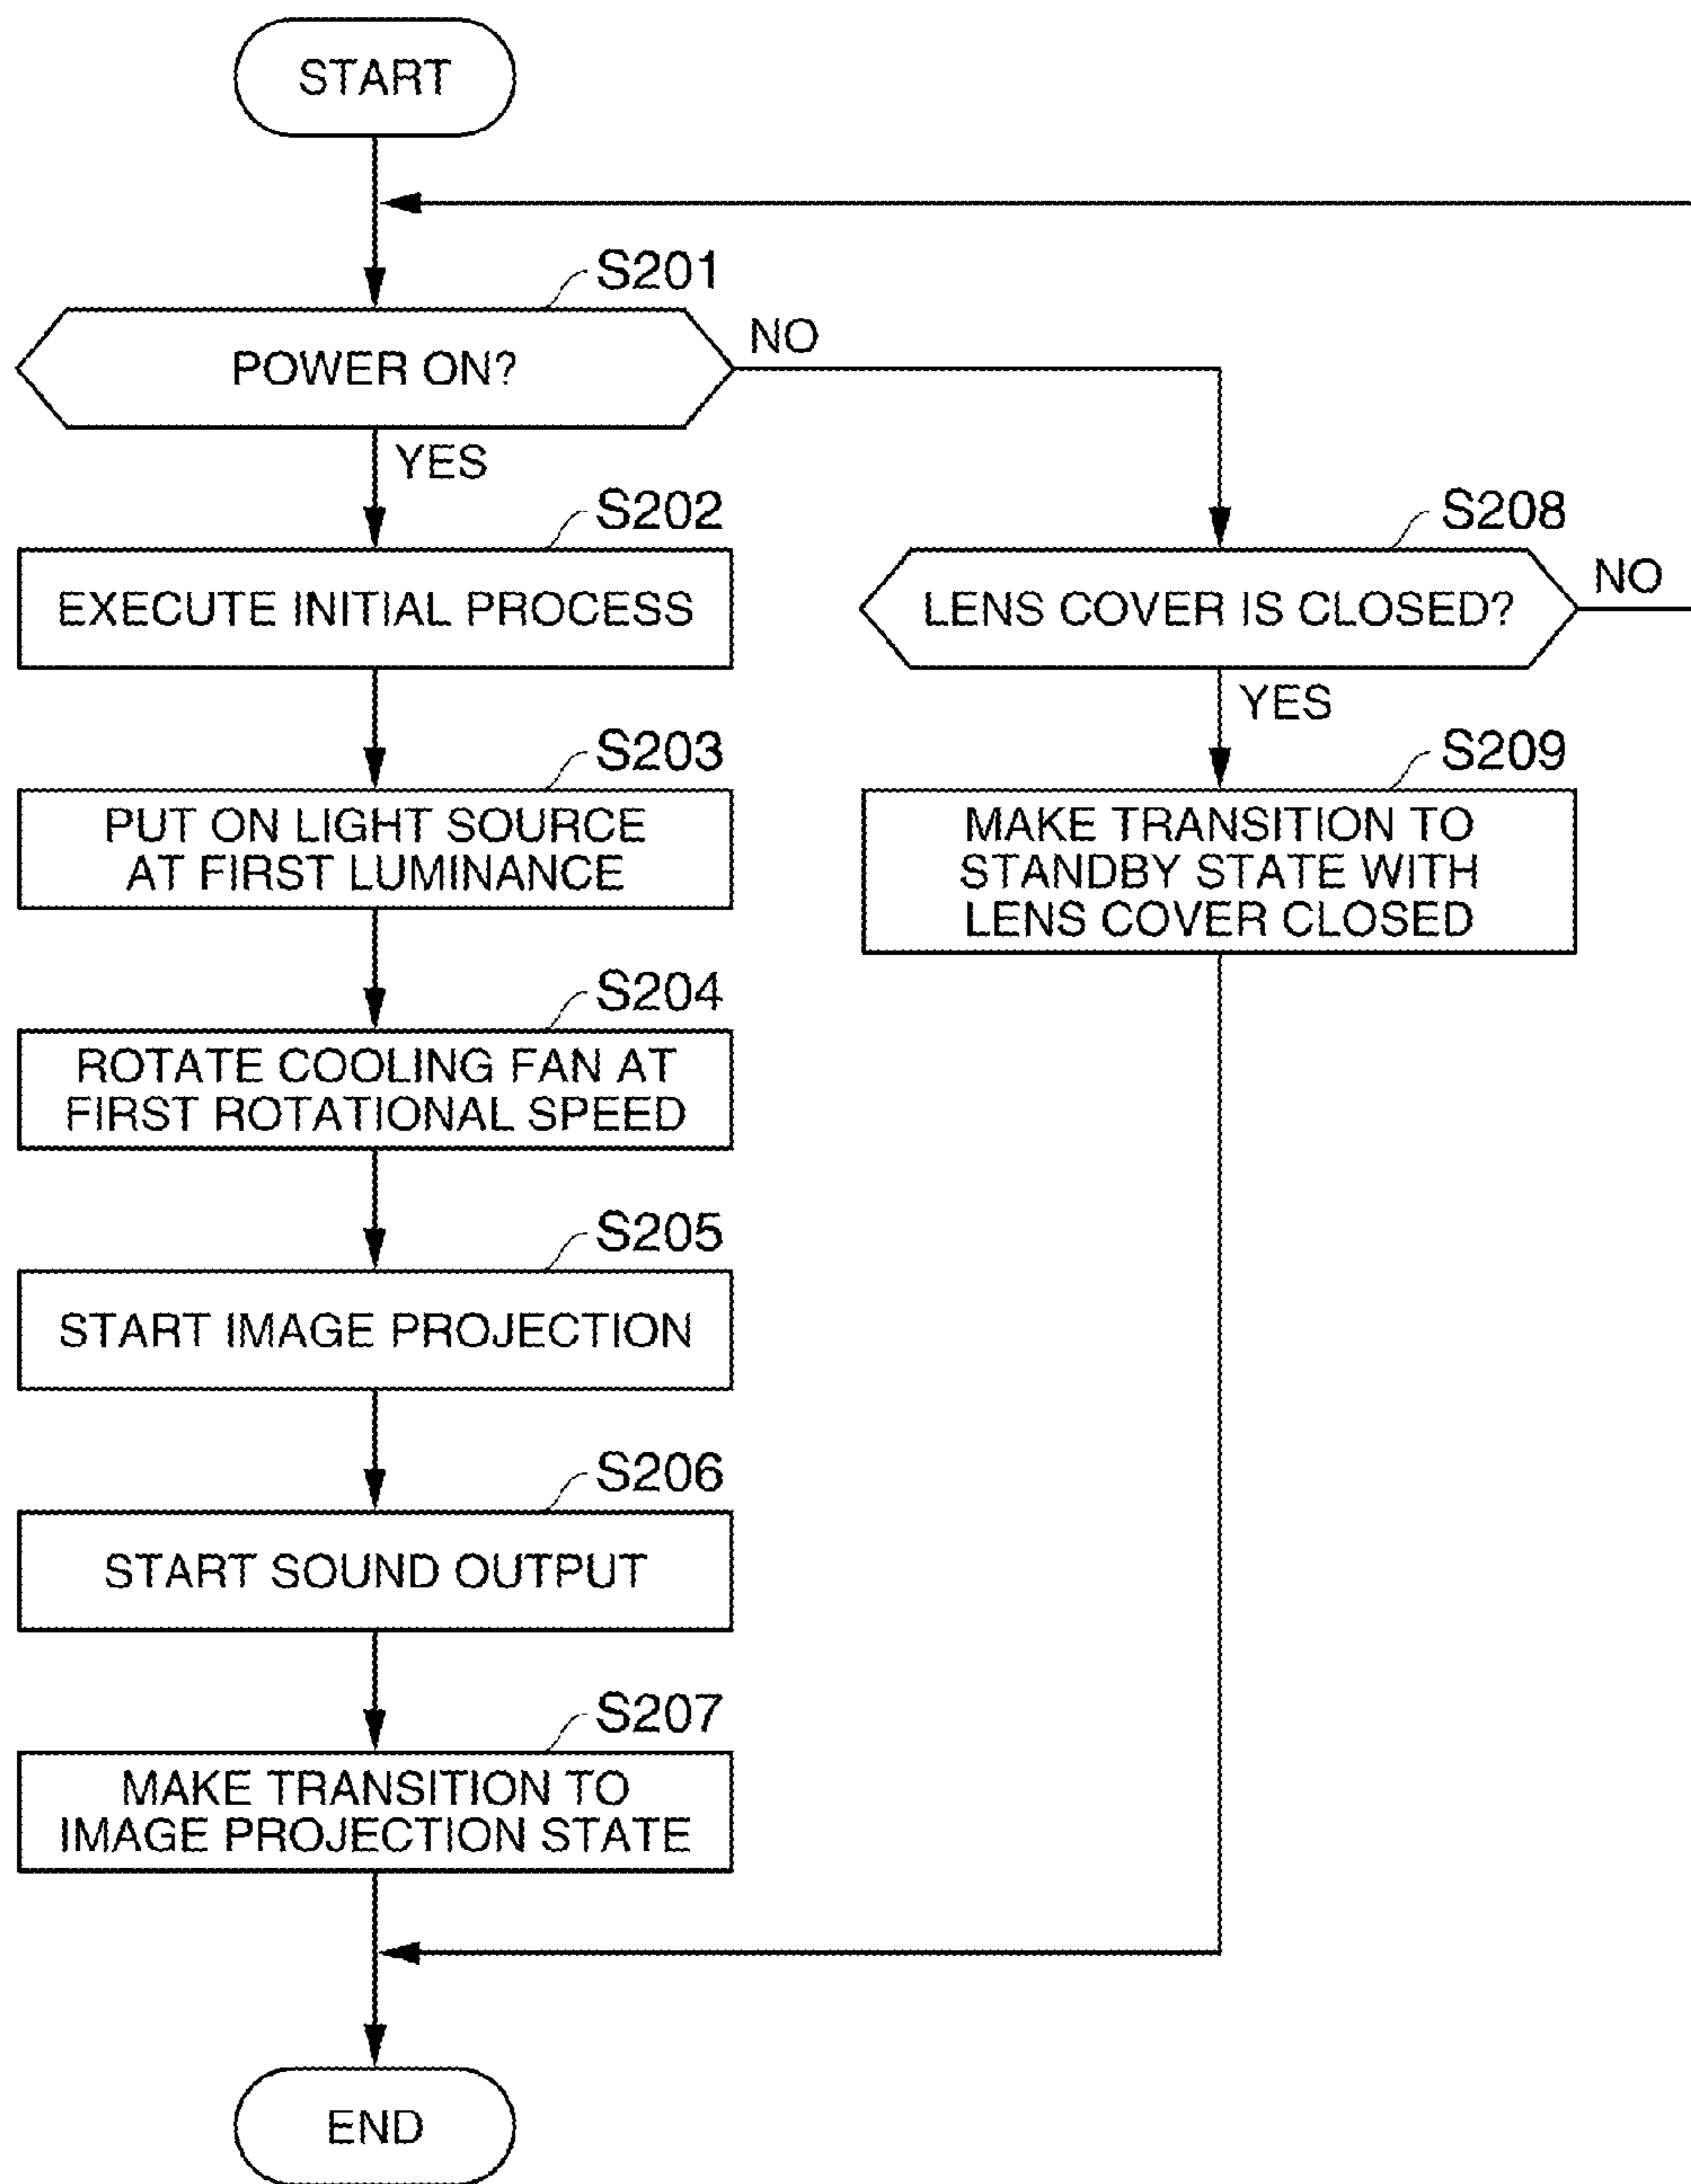 START
S201
POWER ON?
NO
YES
S202
EXECUTE INITIAL PROCESS
S203
PUT ON LIGHT SOURCE
AT FIRST LUMINANCE
S204
ROTATE COOLING FAN AT
FIRST ROTATIONAL SPEED
S205
START IMAGE PROJECTION
S206
START SOUND OUTPUT
S207
MAKE TRANSITION TO
IMAGE PROJECTION STATE
S208
LENS COVER IS CLOSED?
NO
YES
S209
MAKE TRANSITION TO
STANDBY STATE WITH
LENS COVER CLOSED
END